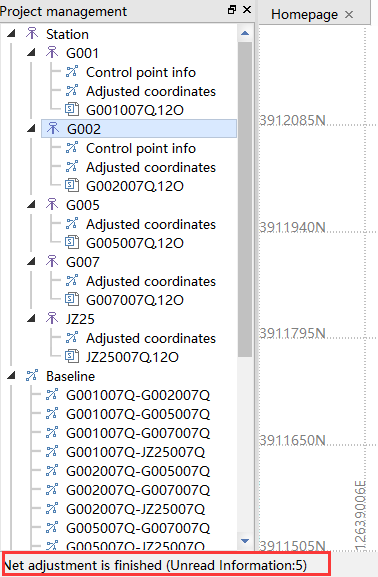 Project management
Homepage
Station
G001
Control point info
Adjusted coordinates
G001007Q.12O
G002
Control point info
Adjusted coordinates
G002007Q.12O
G005
Adjusted coordinates
G005007Q.12O
G007
Adjusted coordinates
G007007Q.12O
JZ25
Adjusted coordinates
JZ25007Q.12O
Baseline
G001007Q-G002007Q
G001007Q-G005007Q
G001007Q-G007007Q
G001007Q-JZ25007Q
G002007Q-G005007Q
G002007Q-G007007Q
G002007Q-JZ25007Q
G005007Q-G007007Q
G005007Q-JZ25007Q
3912085N
3911940N
3911795N
3911650N
3911505N
12639006E
Net adjustment is finished (Unread Information:5)